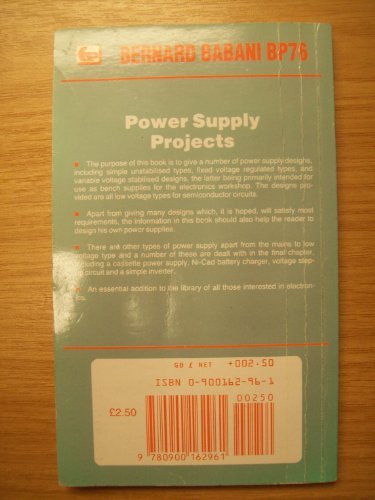 BERNARD BABANI BP76
Power Supply
Projects
The purpose of this book is to give a number of power supply designs,
including simple unstabilised types, fixed voltage regulated types, and
variable voltage stabilised designs, the latter being primarily intended for
use as bench supplies for the electronics workshop. The designs provided
are all low voltage types for semiconductor circuits.
Apart from giving many designs which, it is hoped, will satisfy most
requirements, the information in this book should also help the reader to
design his own power supplies.
There are other types of power supply apart from the mains to low
voltage type and a number of these are dealt with in the final chapter,
including a cassette power supply, Ni-Cad battery charger, voltage step-
up circuit and a simple inverter.
An essential addition to the library of all those interested in electron-
ics.
GB £ NET +002.50
ISBN 0-900162-96-1
00250
£2.50
9 780900 162961